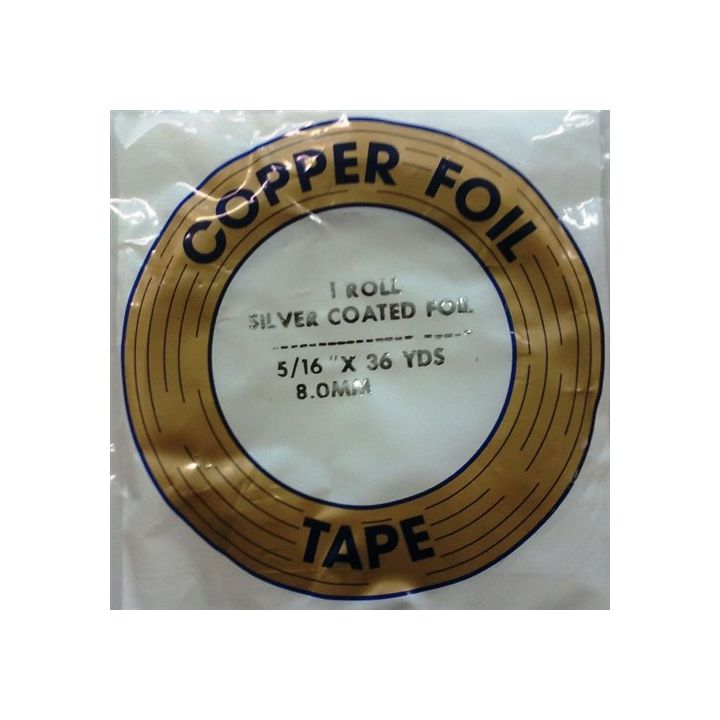 COPPER FOIL
1 ROLL
SILVER COATED FOIL
5/16 " X 36 YDS
8.0MM
TAPE